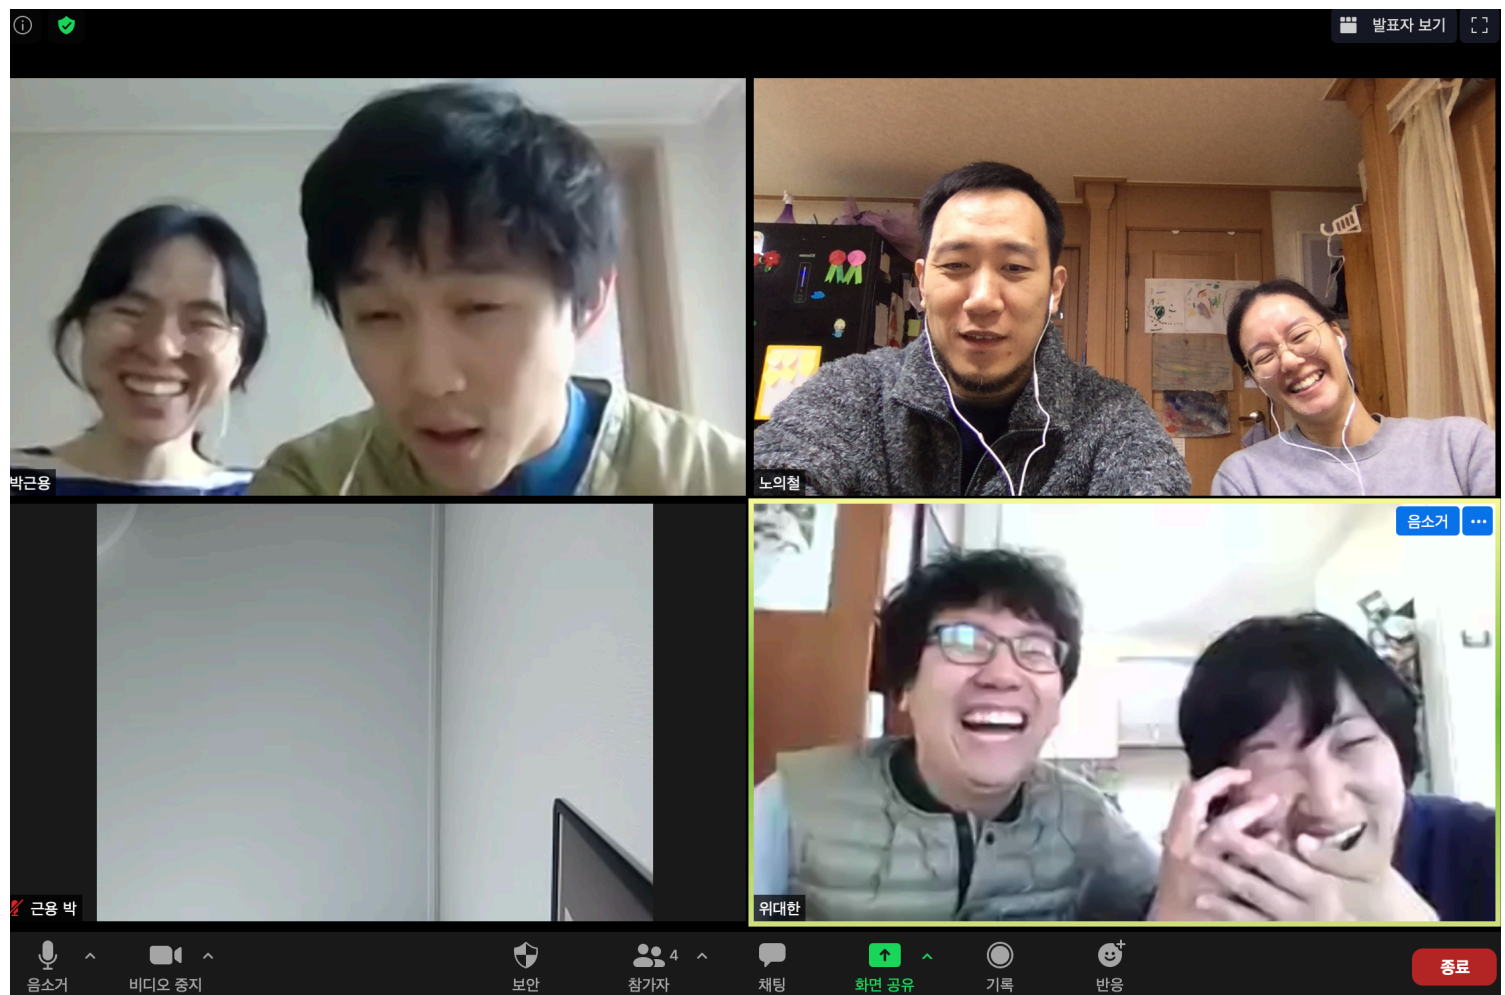 발표자 보기
박근용
노의철
음소거
근용 박
위대한
음소거
비디오 중지
보안
4
참가자
채팅
화면 공유
기록
반응
종료